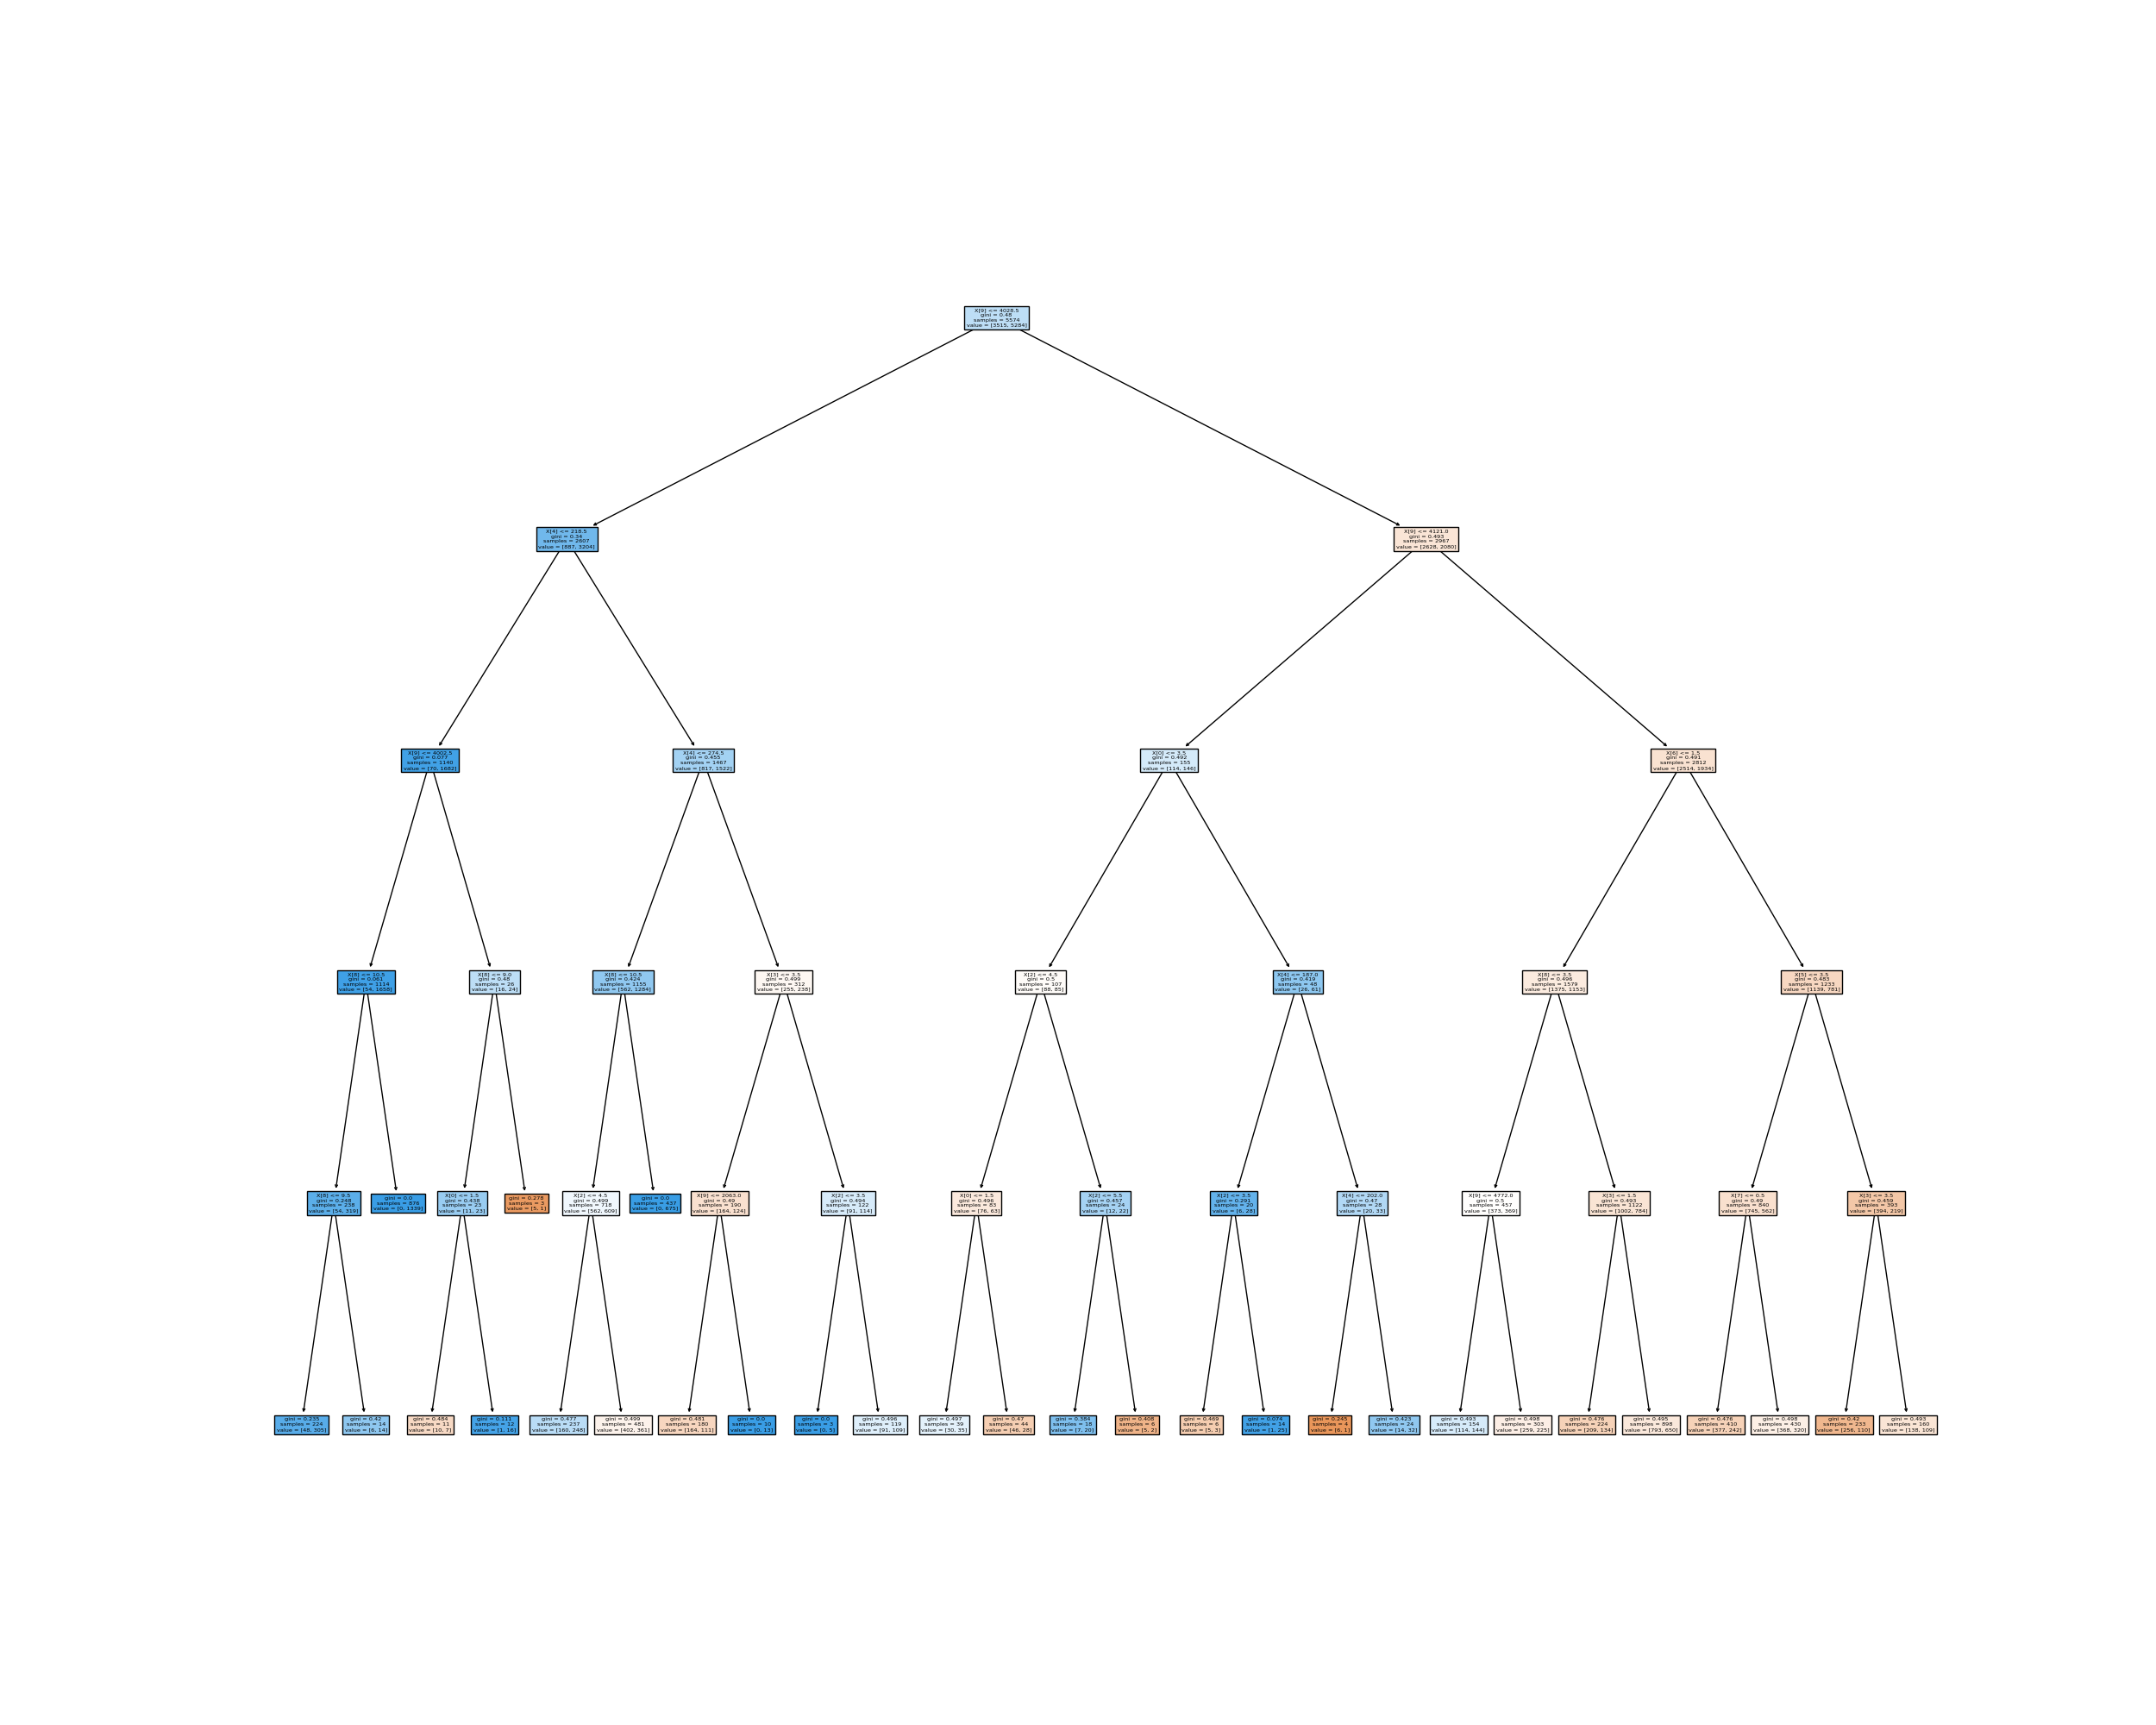 X[9] <= 4028.5
gini = 0.48
samples = 5574
value = [3515, 5284]
X[4] <= 218.5
gini = 0.34
samples = 2607
value = [887, 3204]
X[9] <= 4121.0
gini = 0.493
samples = 2967
value = [2628, 2080]
X[9] <= 4002.5
gini = 0.077
samples = 1140
value = [70, 1682]
X[4] <= 274.5
gini = 0.455
samples = 1467
value = [817, 1522]
X[0] <= 3.5
gini = 0.492
samples = 155
value = [114, 146]
X[6] <= 1.5
gini = 0.491
samples = 2812
value = [2514, 1934]
X[8] <= 10.5
gini = 0.061
samples = 1114
value = [54, 1658]
X[8] <= 9.0
gini = 0.48
samples = 26
value = [16, 24]
X[8] <= 10.5
gini = 0.424
samples = 1155
value = [562, 1284]
X[3] <= 3.5
gini = 0.499
samples = 312
value = [255, 238]
X[2] <= 4.5
gini = 0.5
samples = 107
value = [88, 85]
X[4] <= 187.0
gini = 0.419
samples = 48
value = [26, 61]
X[8] <= 3.5
gini = 0.496
samples = 1579
value = [1375, 1153]
X[5] <= 3.5
gini = 0.483
samples = 1233
value = [1139, 781]
X[8] <= 9.5
gini = 0.248
samples = 238
value = [54, 319]
gini = 0.0
samples = 876
value = [0, 1339]
X[0] <= 1.5
gini = 0.438
samples = 23
value = [11, 23]
gini = 0.278
samples = 3
value = [5, 1]
X[2] <= 4.5
gini = 0.499
samples = 718
value = [562, 609]
gini = 0.0
samples = 437
value = [0, 675]
X[9] <= 2063.0
gini = 0.49
samples = 190
value = [164, 124]
X[2] <= 3.5
gini = 0.494
samples = 122
value = [91, 114]
X[0] <= 1.5
gini = 0.496
samples = 83
value = [76, 63]
X[2] <= 5.5
gini = 0.457
samples = 24
value = [12, 22]
X[2] <= 3.5
gini = 0.291
samples = 20
value = [6, 28]
X[4] <= 202.0
gini = 0.47
samples = 28
value = [20, 33]
X[9] <= 4772.0
gini = 0.5
samples = 457
value = [373, 369]
X[3] <= 1.5
gini = 0.493
samples = 1122
value = [1002, 784]
X[7] <= 0.5
gini = 0.49
samples = 840
value = [745, 562]
X[3] <= 3.5
gini = 0.459
samples = 393
value = [394, 219]
gini = 0.235
samples = 224
value = [48, 305]
gini = 0.42
samples = 14
value = [6, 14]
gini = 0.484
samples = 11
value = [10, 7]
gini = 0.111
samples = 12
value = [1, 16]
gini = 0.477
samples = 237
value = [160, 248]
gini = 0.499
samples = 481
value = [402, 361]
gini = 0.481
samples = 180
value = [164, 111]
gini = 0.0
samples = 10
value = [0, 13]
gini = 0.0
samples = 3
value = [0, 5]
gini = 0.496
samples = 119
value = [91, 109]
gini = 0.497
samples = 39
value = [30, 35]
gini = 0.47
samples = 44
value = [46, 28]
gini = 0.384
samples = 18
value = [7, 20]
gini = 0.408
samples = 6
value = [5, 2]
gini = 0.469
samples = 6
value = [5, 3]
gini = 0.074
samples = 14
value = [1, 25]
gini = 0.245
samples = 4
value = [6, 1]
gini = 0.423
samples = 24
value = [14, 32]
gini = 0.493
samples = 154
value = [114, 144]
gini = 0.498
samples = 303
value = [259, 225]
gini = 0.476
samples = 224
value = [209, 134]
gini = 0.495
samples = 898
value = [793, 650]
gini = 0.476
samples = 410
value = [377, 242]
gini = 0.498
samples = 430
value = [368, 320]
gini = 0.42
samples = 233
value = [256, 110]
gini = 0.493
samples = 160
value = [138, 109]